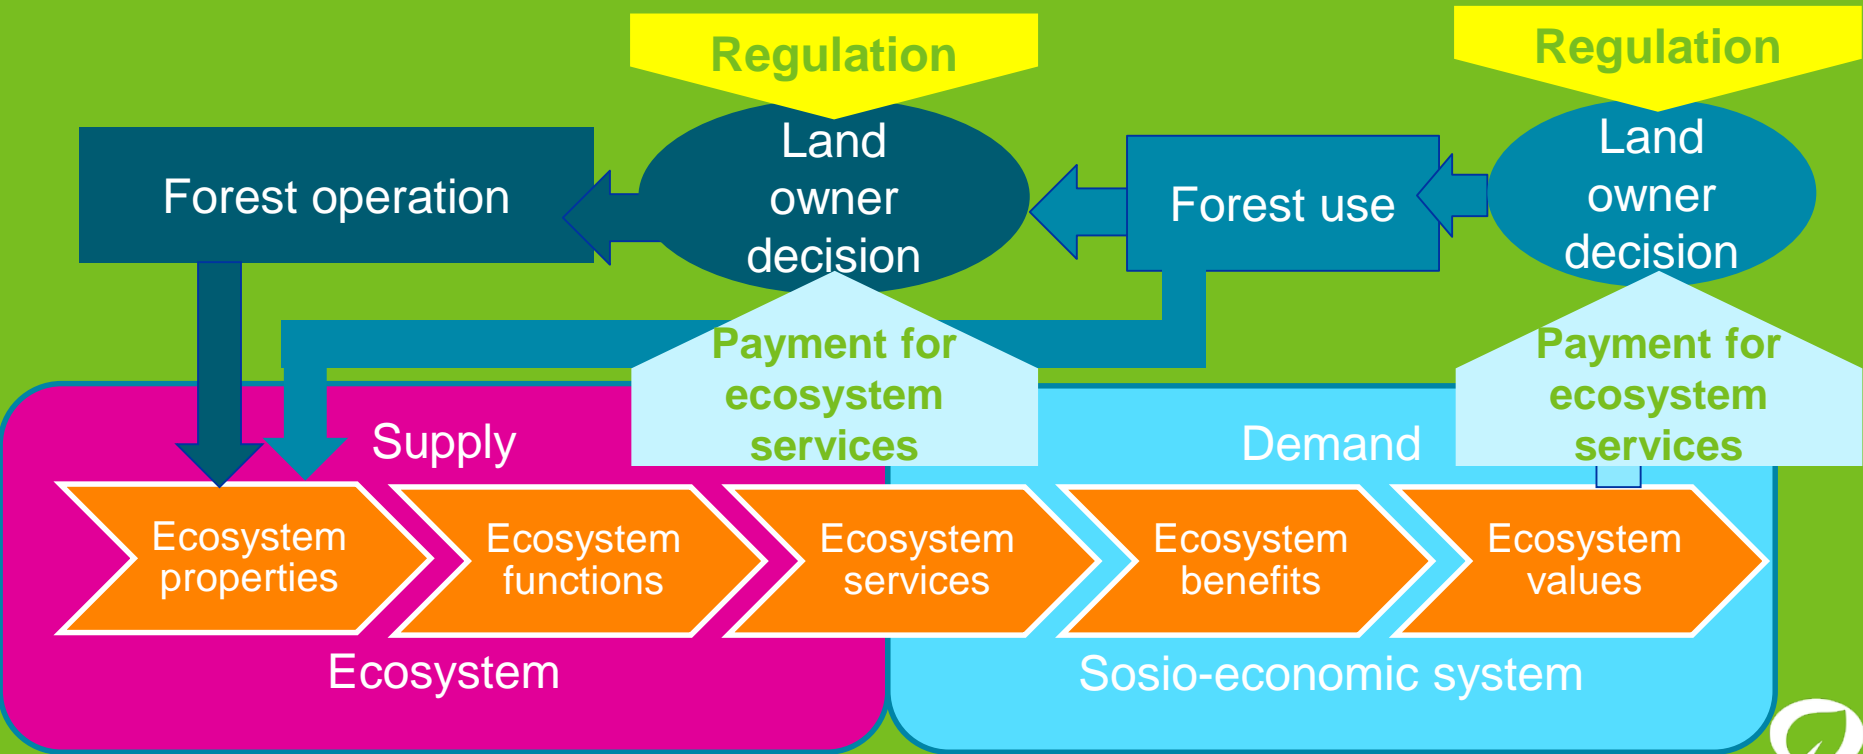 Regulation
Regulation
Land
owner
decision
Land
owner
decision
Forest operation
Forest use
Payment for
ecosystem
services
Payment for
ecosystem
services
Supply
Demand
Ecosystem
properties
Ecosystem
functions
Ecosystem
services
Ecosystem
benefits
Ecosystem
values
Ecosystem
Sosio-economic system